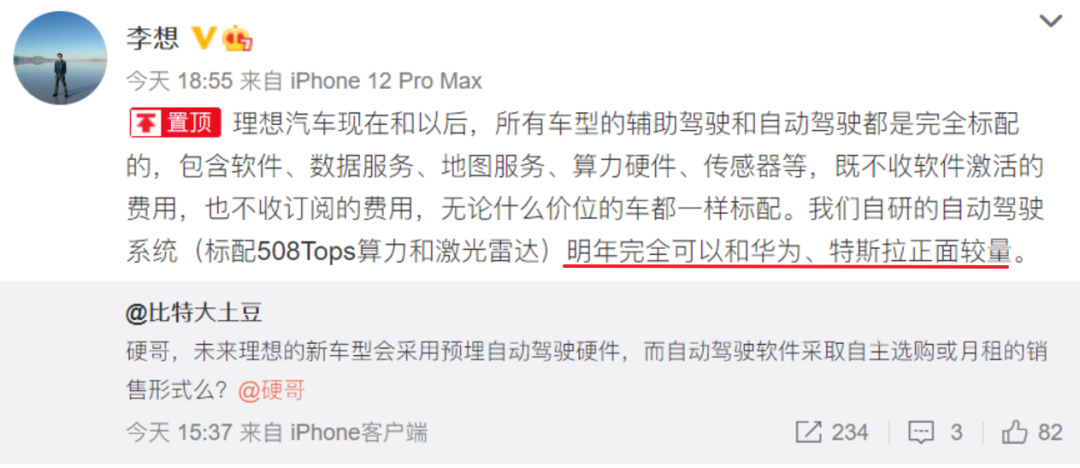 李想
今天 18:55 来自 iPhone 12 Pro Max
置顶 理想汽车现在和以后，所有车型的辅助驾驶和自动驾驶都是完全标配
的，包含软件、数据服务、地图服务、算力硬件、传感器等，既不收软件激活的
费用，也不收订阅的费用，无论什么价位的车都一样标配。我们自研的自动驾驶
系统（标配508Tops算力和激光雷达）明年完全可以和华为、特斯拉正面较量。
@比特大土豆
硬哥，未来理想的新车型会采用预埋自动驾驶硬件，而自动驾驶软件采取自主选购或月租的销
售形式么？@硬哥
今天 15:37 来自 iPhone客户端 234 3 82